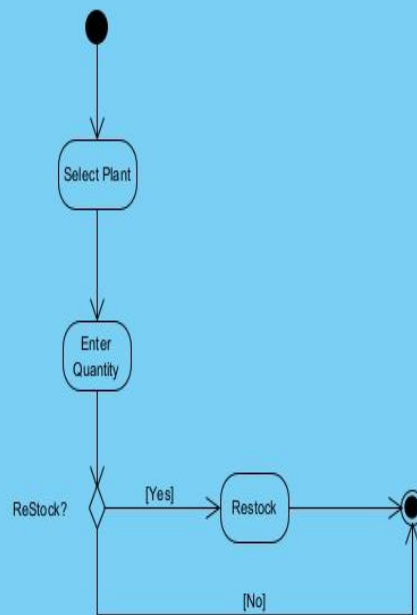 Select Plant
Enter
Quantity
ReStock?
[Yes]
Restock
[No]